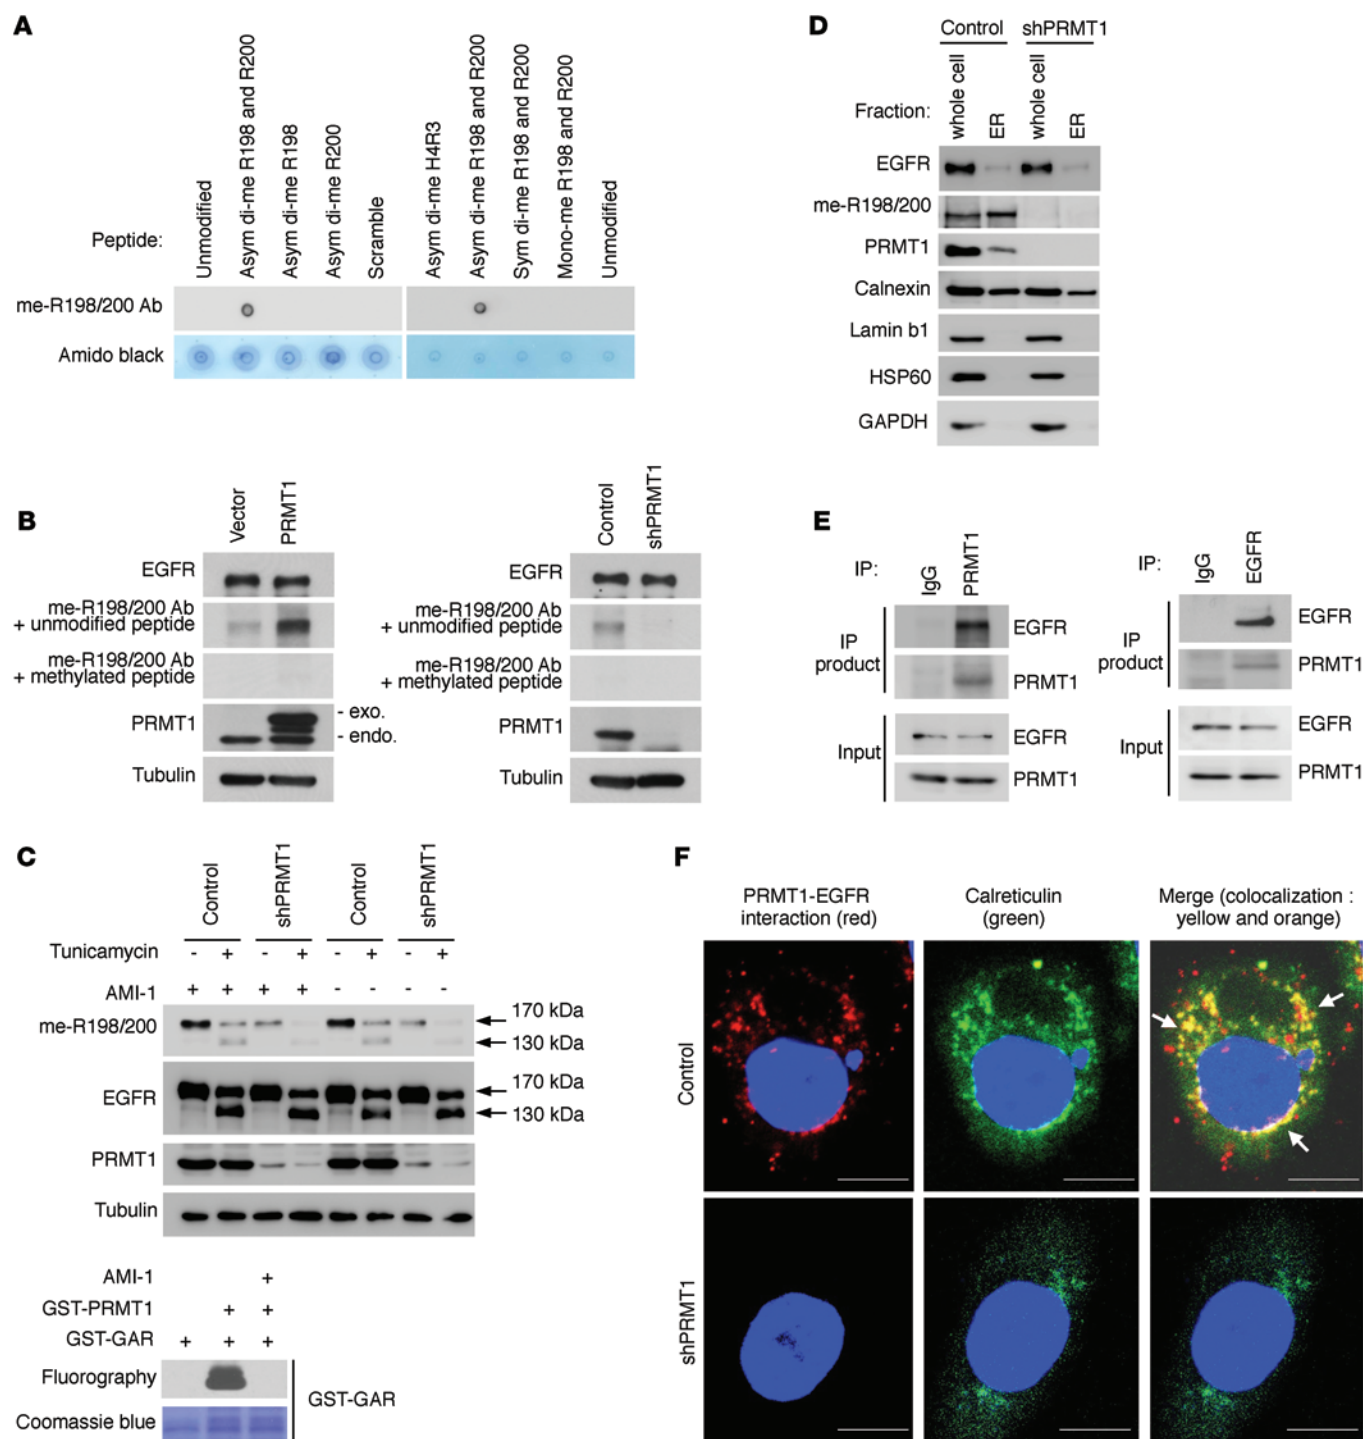 A
Peptide:
Unmodified
Asym di-me R198 and R200
Asym di-me R198
Asym di-me R200
Scramble
Asym di-me H4R3
Asym di-me R198 and R200
Sym di-me R198 and R200
Mono-me R198 and R200
Unmodified
me-R198/200 Ab
Amido black
B
Vector
PRMT1
EGFR
me-R198/200 Ab
+ unmodified peptide
me-R198/200 Ab
+ methylated peptide
PRMT1
- exo.
- endo.
Tubulin
Control
shPRMT1
EGFR
me-R198/200 Ab
+ unmodified peptide
me-R198/200 Ab
+ methylated peptide
PRMT1
Tubulin
C
Control
shPRMT1
Control
shPRMT1
Tunicamycin - + - + - + - +
AMI-1 + + + + - - - -
me-R198/200
170 kDa
130 kDa
EGFR
170 kDa
130 kDa
PRMT1
Tubulin
AMI-1 +
GST-PRMT1 + +
GST-GAR + + +
Fluorography
Coomassie blue
GST-GAR
D
Control shPRMT1
Fraction:
whole cell
ER
whole cell
ER
EGFR
me-R198/200
PRMT1
Calnexin
Lamin b1
HSP60
GAPDH
E
IP:
IgG
PRMT1
IP
product
EGFR
PRMT1
Input
EGFR
PRMT1
IP:
IgG
EGFR
IP
product
EGFR
PRMT1
Input
EGFR
PRMT1
F
PRMT1-EGFR
interaction (red)
Calreticulin
(green)
Merge (colocalization :
yellow and orange)
Control
shPRMT1